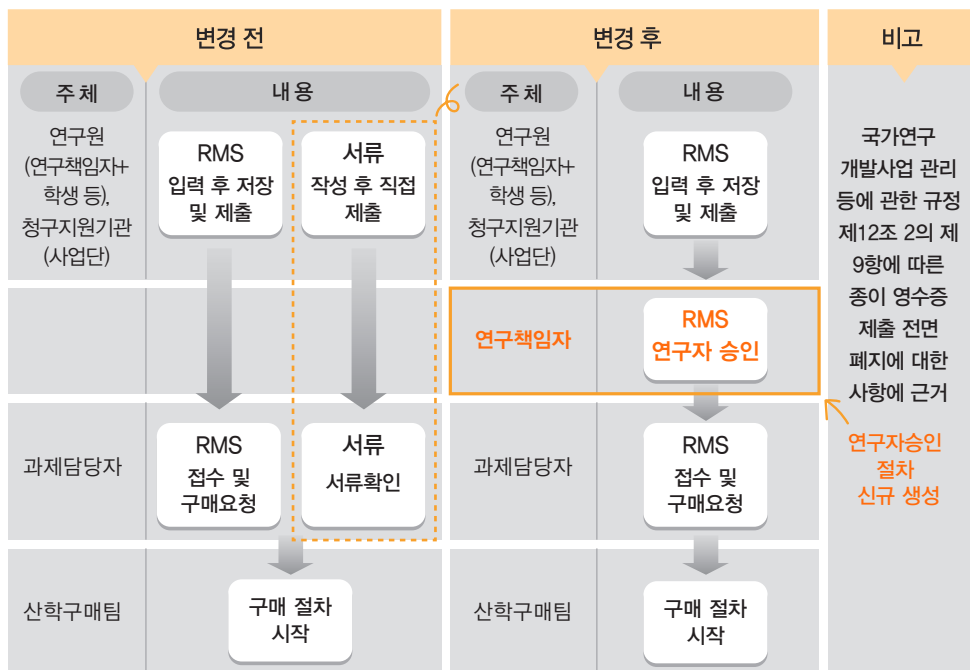 변경 전
주체
내용
연구원
(연구책임자+
학생 등),
청구지원기관
(사업단)
RMS
입력 후 저장
및 제출
서류
작성 후 직접
제출
과제담당자
RMS
접수 및
구매요청
서류
서류확인
산학구매팀
구매 절차
시작
변경 후
주체
내용
연구원
(연구책임자+
학생 등),
청구지원기관
(사업단)
RMS
입력 후 저장
및 제출
연구책임자
RMS
연구자 승인
과제담당자
RMS
접수 및
구매요청
산학구매팀
구매 절차
시작
비고
국가연구
개발사업 관리
등에 관한 규정
제12조 2의 제
9항에 따른
종이 영수증
제출 전면
폐지에 대한
사항에 근거
연구자승인
절차
신규 생성